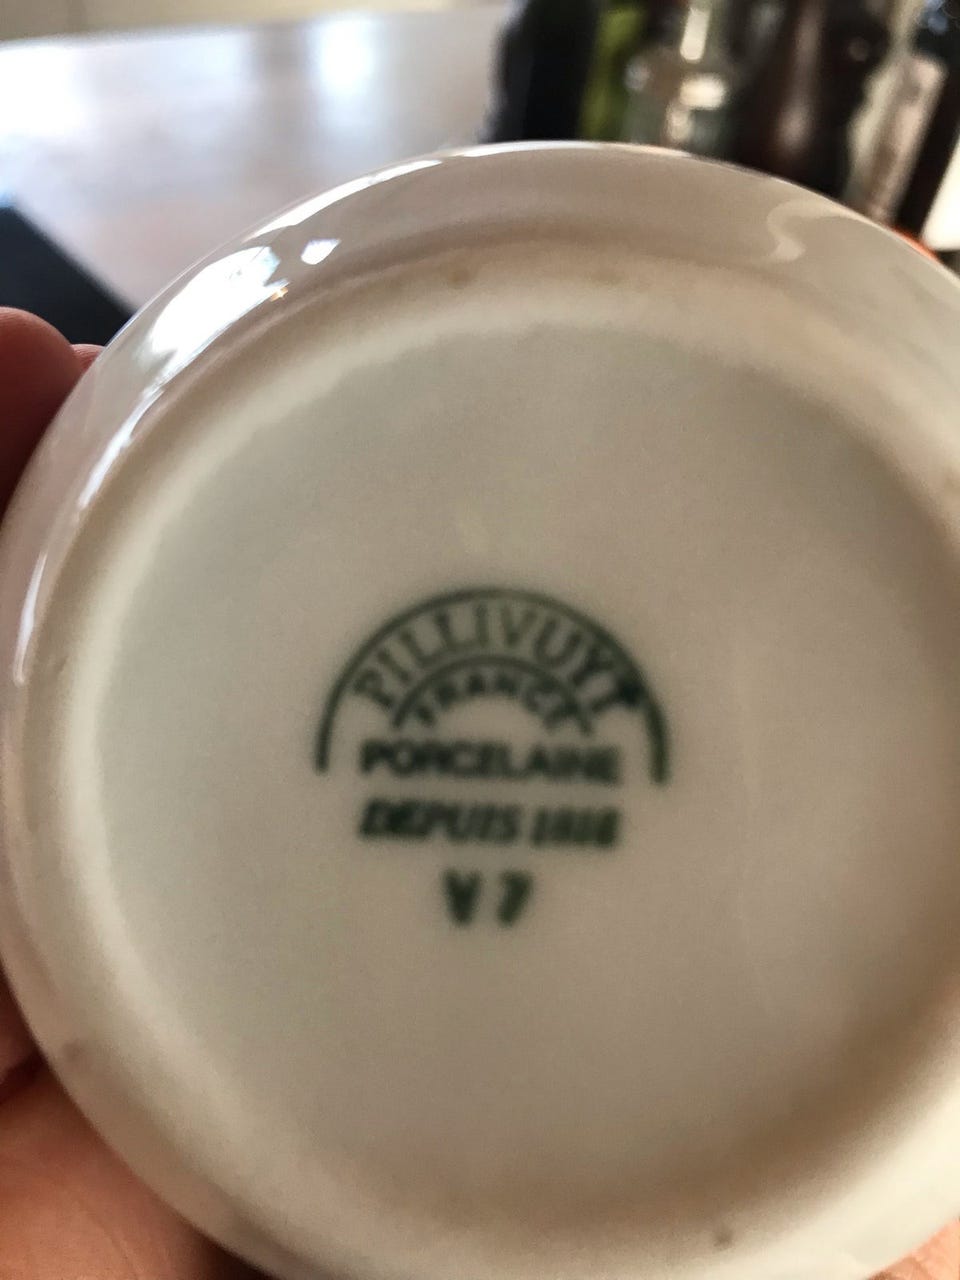 PILLIVUYT
FRANCE
PORCELAINE
DEPUIS 1818
V 7